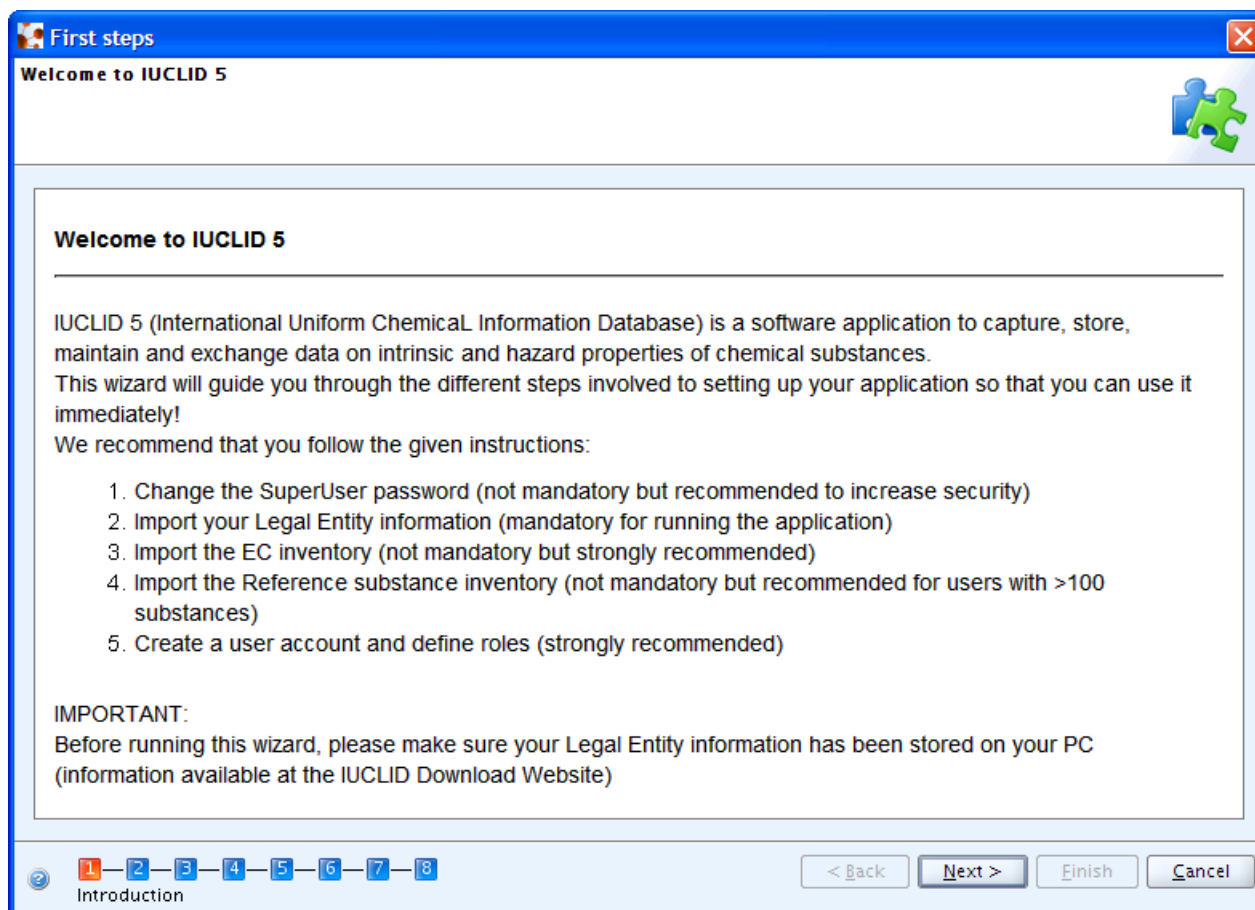 First steps
Welcome to IUCLID 5
Welcome to IUCLID 5
IUCLID 5 (International Uniform ChemicaL Information Database) is a software application to capture, store,
maintain and exchange data on intrinsic and hazard properties of chemical substances.
This wizard will guide you through the different steps involved to setting up your application so that you can use it
immediately!
We recommend that you follow the given instructions:
1. Change the SuperUser password (not mandatory but recommended to increase security)
2. Import your Legal Entity information (mandatory for running the application)
3. Import the EC inventory (not mandatory but strongly recommended)
4. Import the Reference substance inventory (not mandatory but recommended for users with >100
substances)
5. Create a user account and define roles (strongly recommended)
IMPORTANT:
Before running this wizard, please make sure your Legal Entity information has been stored on your PC
(information available at the IUCLID Download Website)
? 1 2 3 4 5 6 7 8 < Back Next > Finish Cancel
Introduction